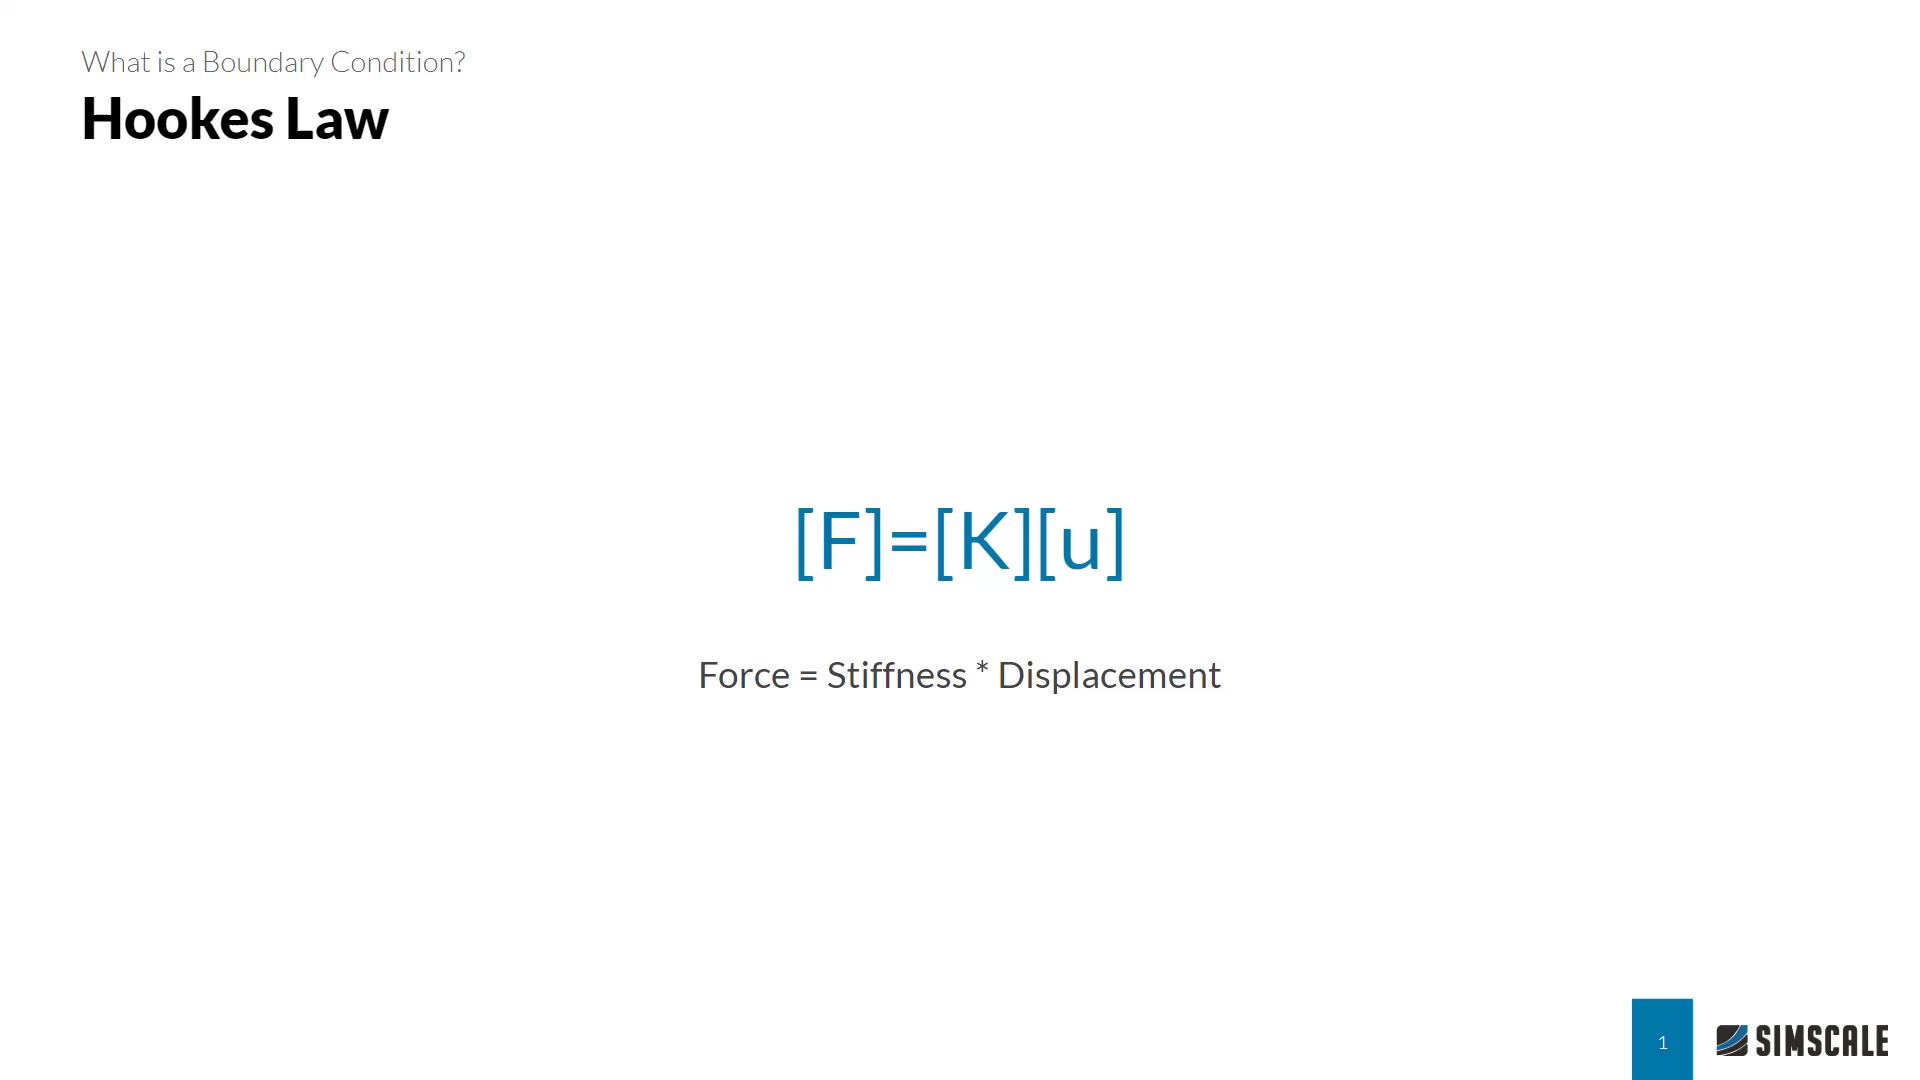 What is a Boundary Condition?
Hookes Law
[F]=[K][u]
Force = Stiffness * Displacement
1
SIMSCALE